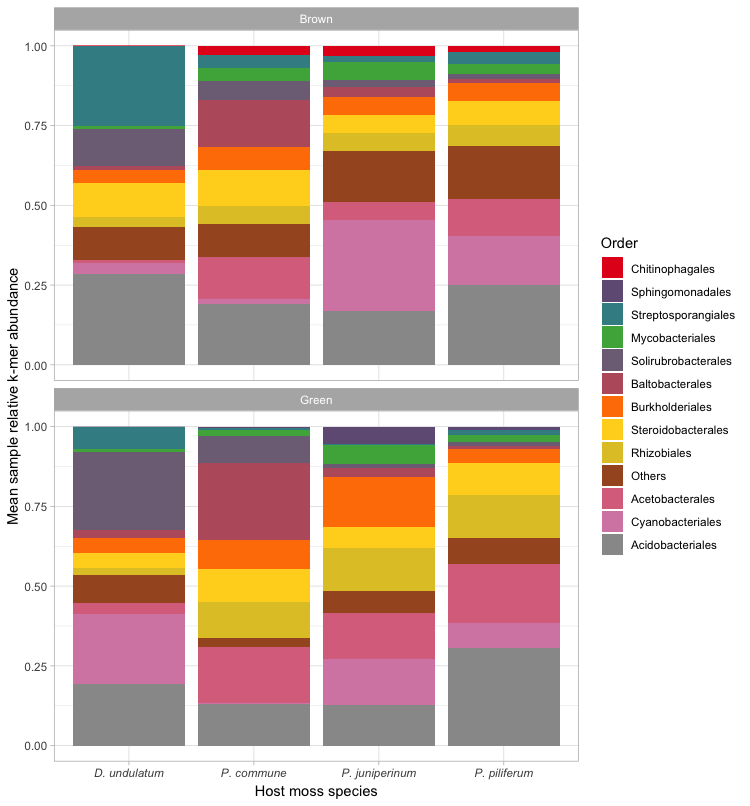 Brown
1.00
0.75
0.50
0.25
0.00
Green
1.00
0.75
0.50
0.25
0.00
Mean sample relative k-mer abundance
D. undulatum
P. commune
P. juniperinum
P. piliferum
Host moss species
Order
Chitinophagales
Sphingomonadales
Streptosporangiales
Mycobacteriales
Solirubrobacterales
Baltobacterales
Burkholderiales
Steroidobacterales
Rhizobiales
Others
Acetobacterales
Cyanobacteriales
Acidobacteriales